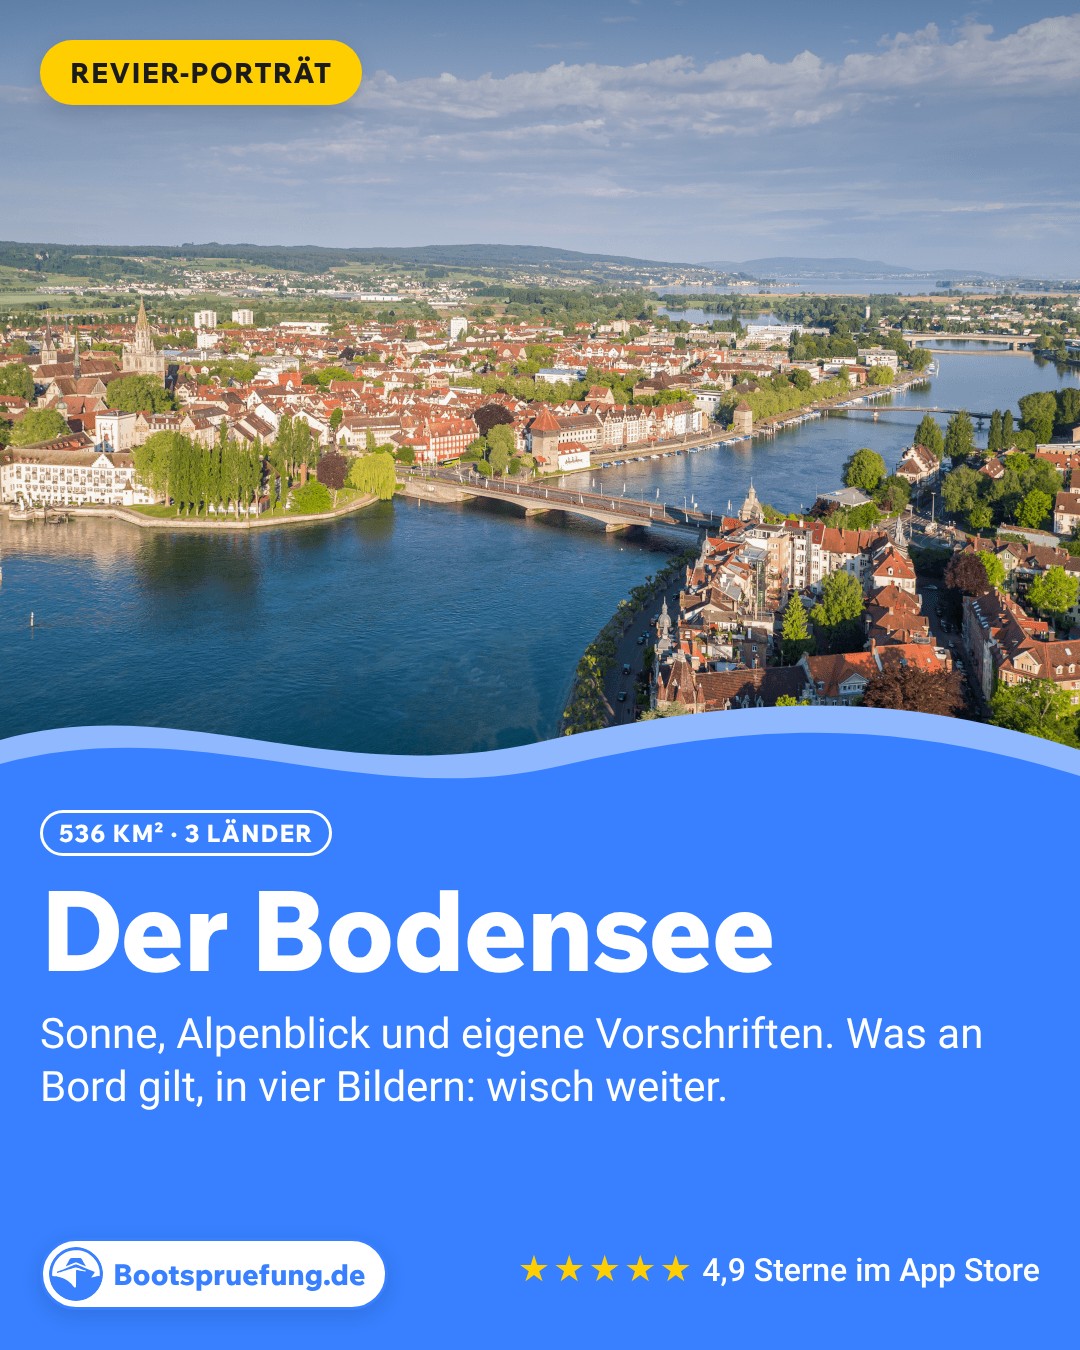 REVIER-PORTRÄT
536 KM² · 3 LÄNDER
Der Bodensee
Sonne, Alpenblick und eigene Vorschriften. Was an
Bord gilt, in vier Bildern: wisch weiter.
Bootspruefung.de
★★★★★ 4,9 Sterne im App Store